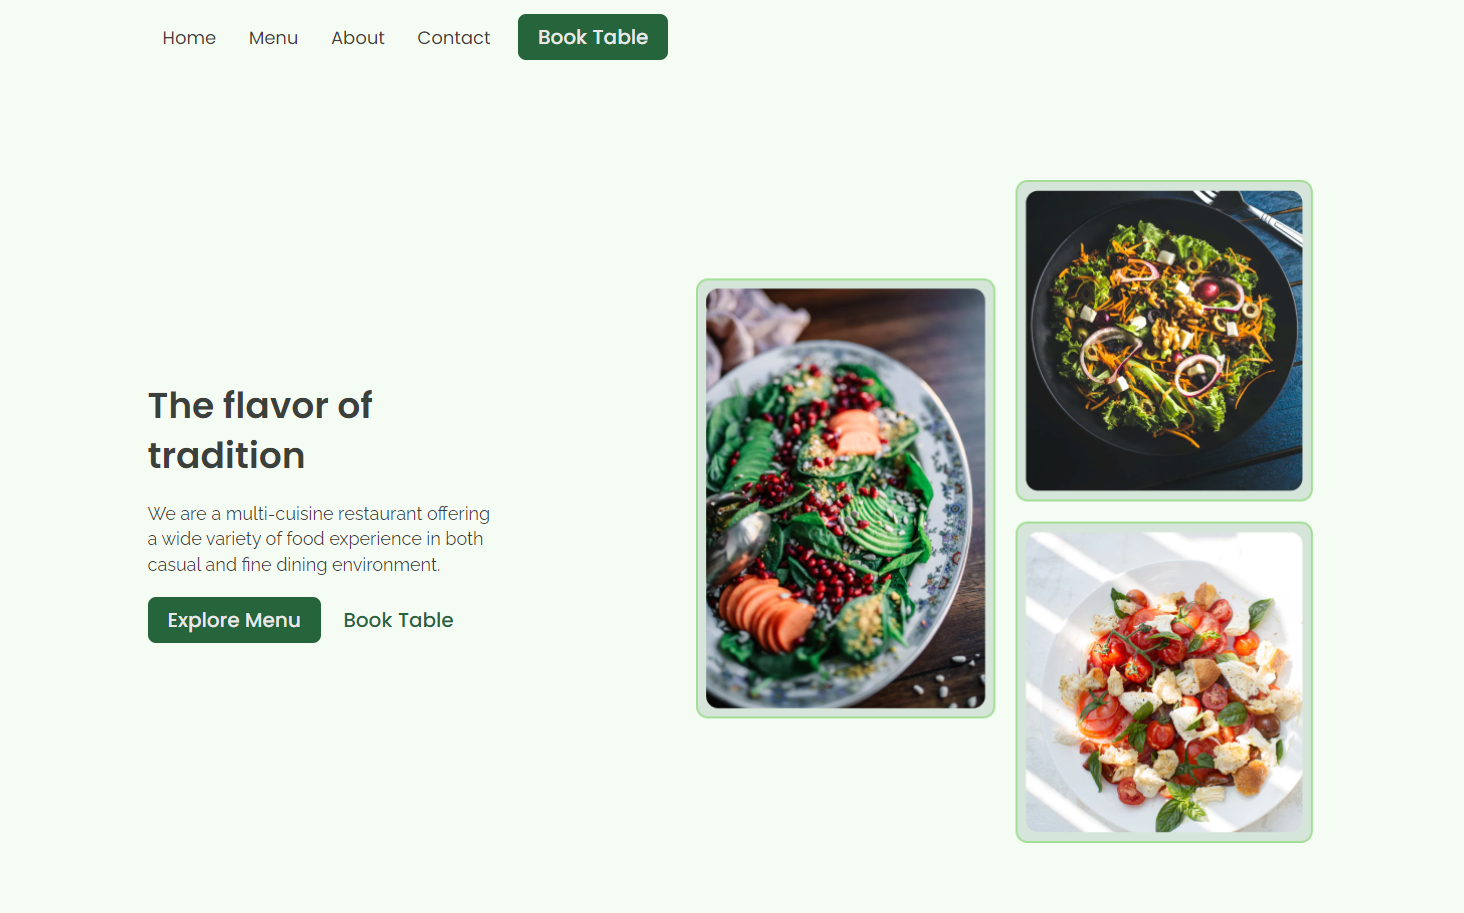 Home Menu About Contact Book Table
The flavor of
tradition
We are a multi-cuisine restaurant offering
a wide variety of food experience in both
casual and fine dining environment.
Explore Menu Book Table